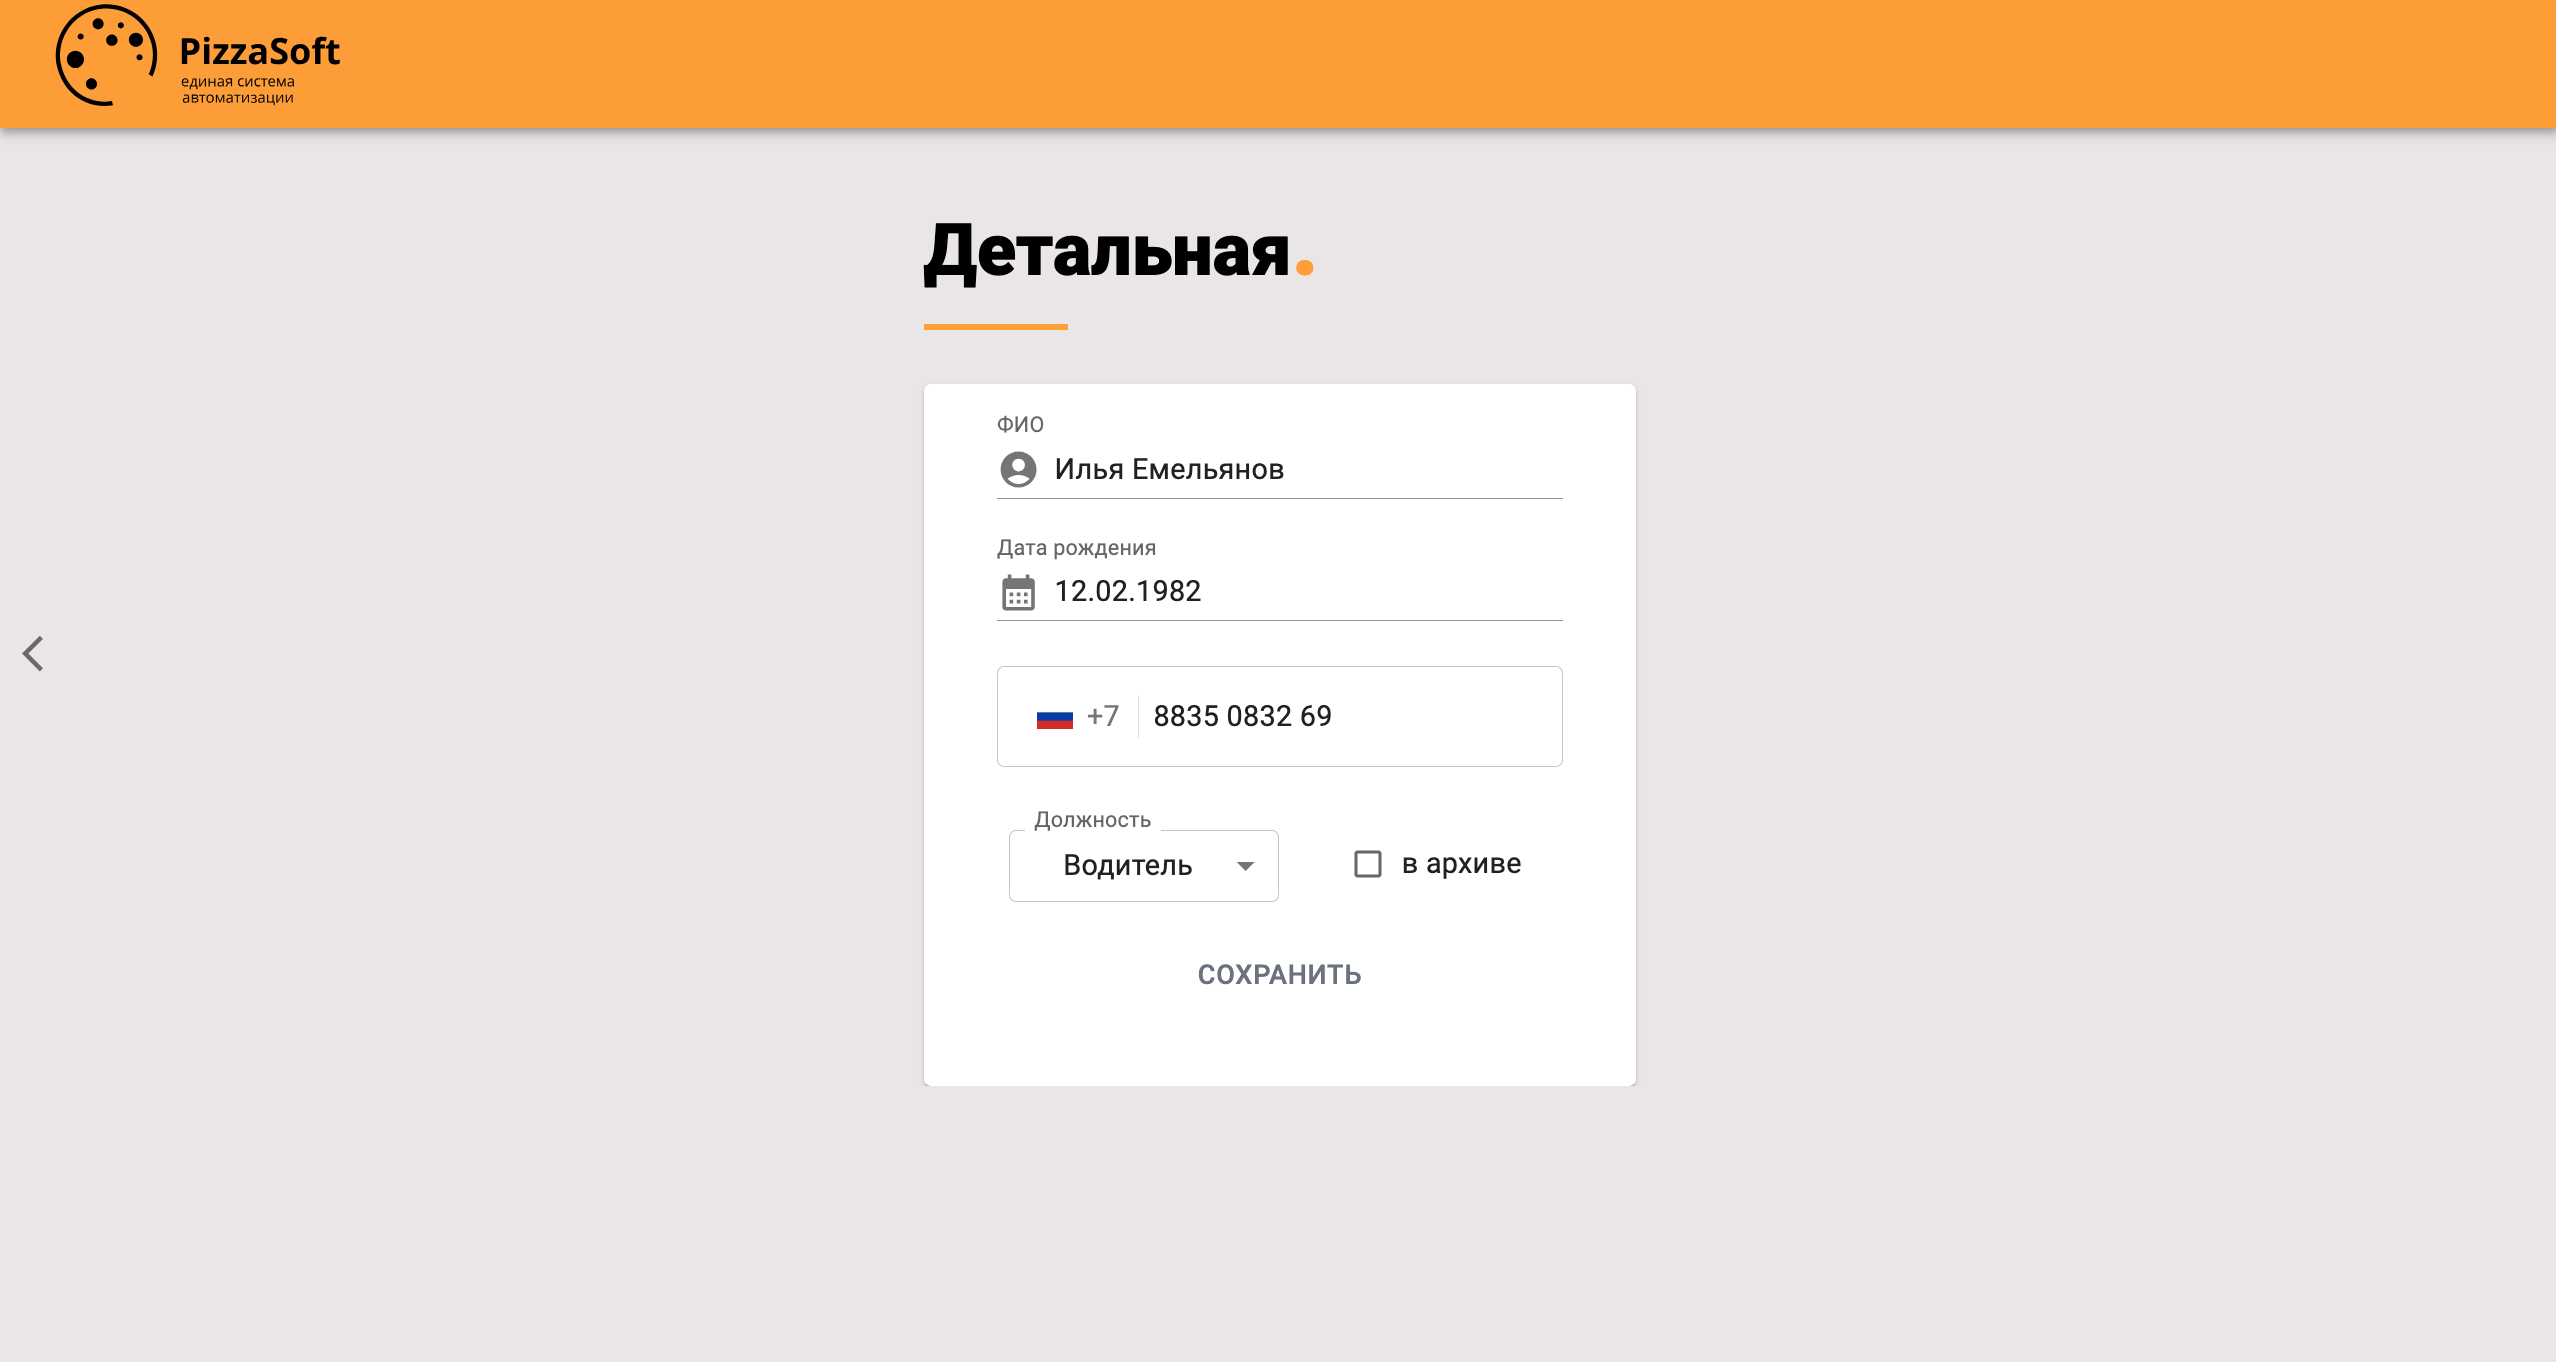 PizzaSoft
единая система
автоматизации
Детальная.
ФИО
Илья Емельянов
Дата рождения
12.02.1982
+7 8835 0832 69
Должность
Водитель
в архиве
СОХРАНИТЬ